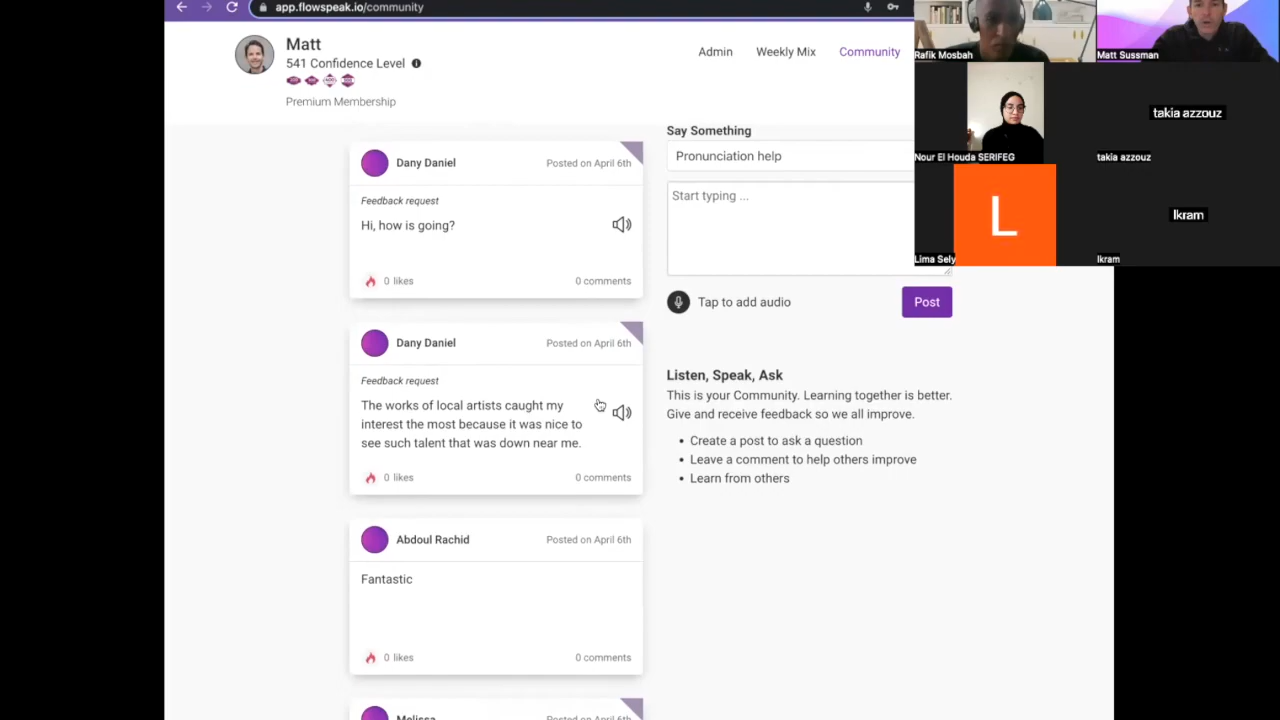 app.flowspeak.io/community
Matt
541 Confidence Level
Premium Membership
Admin
Weekly Mix
Community
Dany Daniel
Posted on April 6th
Feedback request
Hi, how is going?
0 likes
0 comments
Dany Daniel
Posted on April 6th
Feedback request
The works of local artists caught my
interest the most because it was nice to
see such talent that was down near me.
0 likes
0 comments
Abdoul Rachid
Posted on April 6th
Fantastic
0 likes
0 comments
Melissa
Posted on April 6th
Say Something
Pronunciation help
Start typing ...
Tap to add audio
Post
Listen, Speak, Ask
This is your Community. Learning together is better.
Give and receive feedback so we all improve.
• Create a post to ask a question
• Leave a comment to help others improve
• Learn from others
Rafik Mosbah
Matt Sussman
Nour El Houda SERIFEG
takia azzouz
takia azzouz
L
Lima Sely
Ikram
Ikram